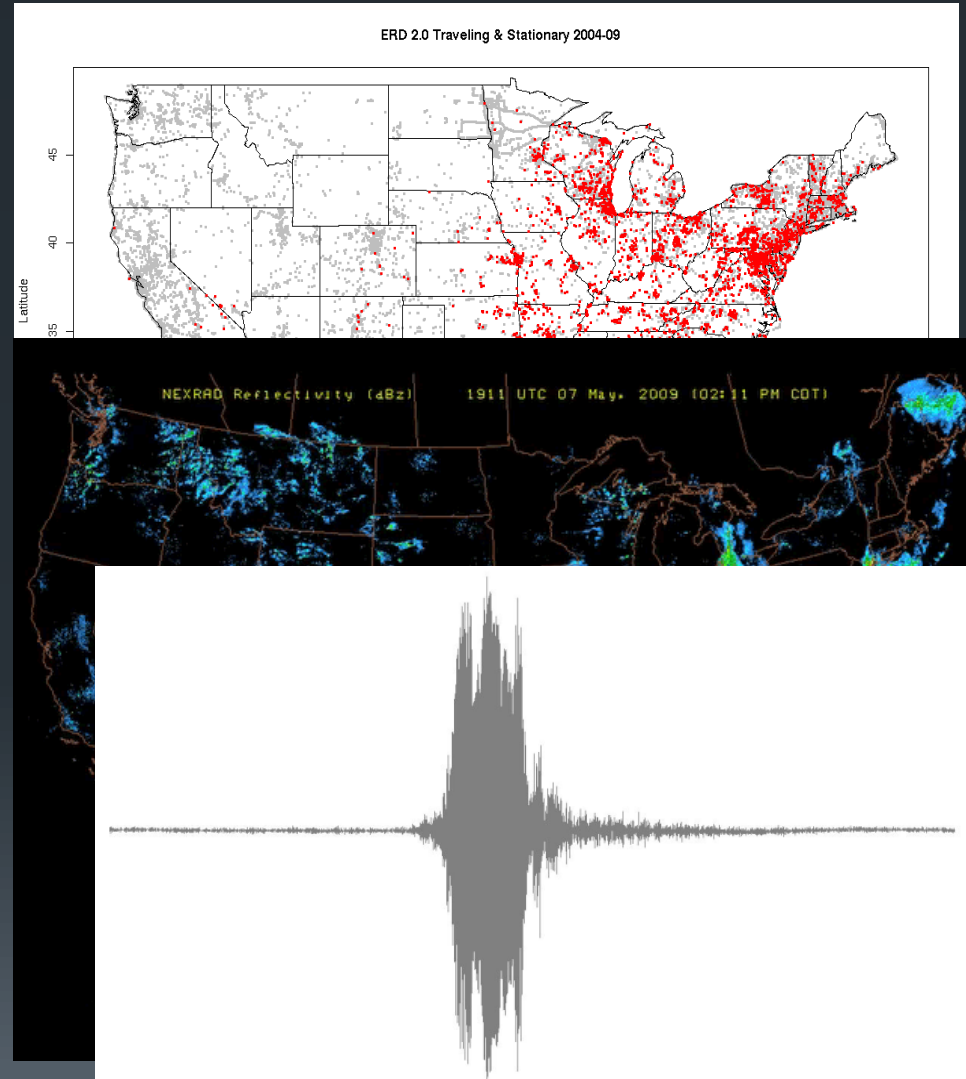 ERD 2.0 Traveling & Stationary 2004-09
45
40
35
Latitude
NEXRAD Reflectivity (dBz) 1911 UTC 07 May, 2009 (02:11 PM CDT)